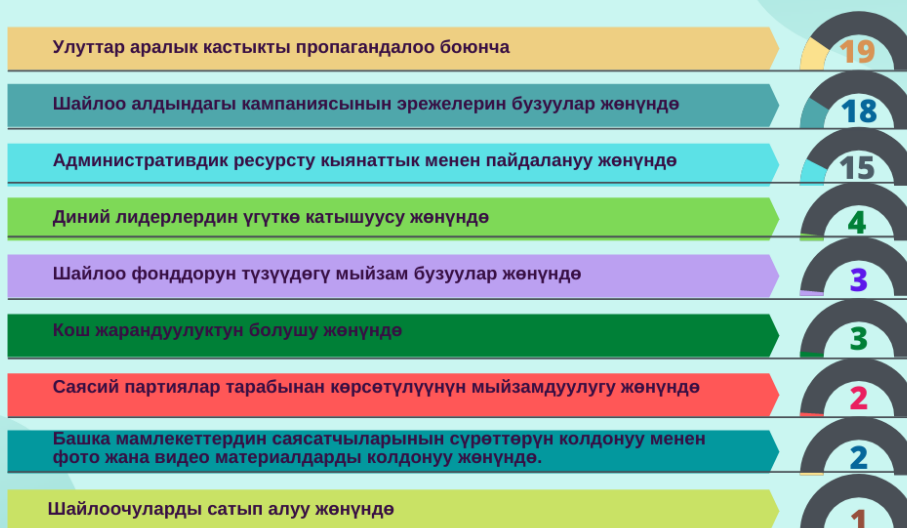 Улуттар аралык кастыкты пропагандалоо боюнча
19
Шайлоо алдындагы кампаниясынын эрежелерин бузуулар жөнүндө
18
Административдик ресурсту кыянаттык менен пайдалануу жөнүндө
15
Диний лидерлердин үгүткө катышуусу жөнүндө
4
Шайлоо фонддорун түзүүдөгү мыйзам бузуулар жөнүндө
3
Кош жарандуулуктун болушу жөнүндө
3
Саясий партиялар тарабынан көрсөтүлүүнүн мыйзамдуулугу жөнүндө
2
Башка мамлекеттердин саясатчыларынын сүрөттөрүн колдонуу менен
фото жана видео материалдарды колдонуу жөнүндө.
2
Шайлоочуларды сатып алуу жөнүндө
1